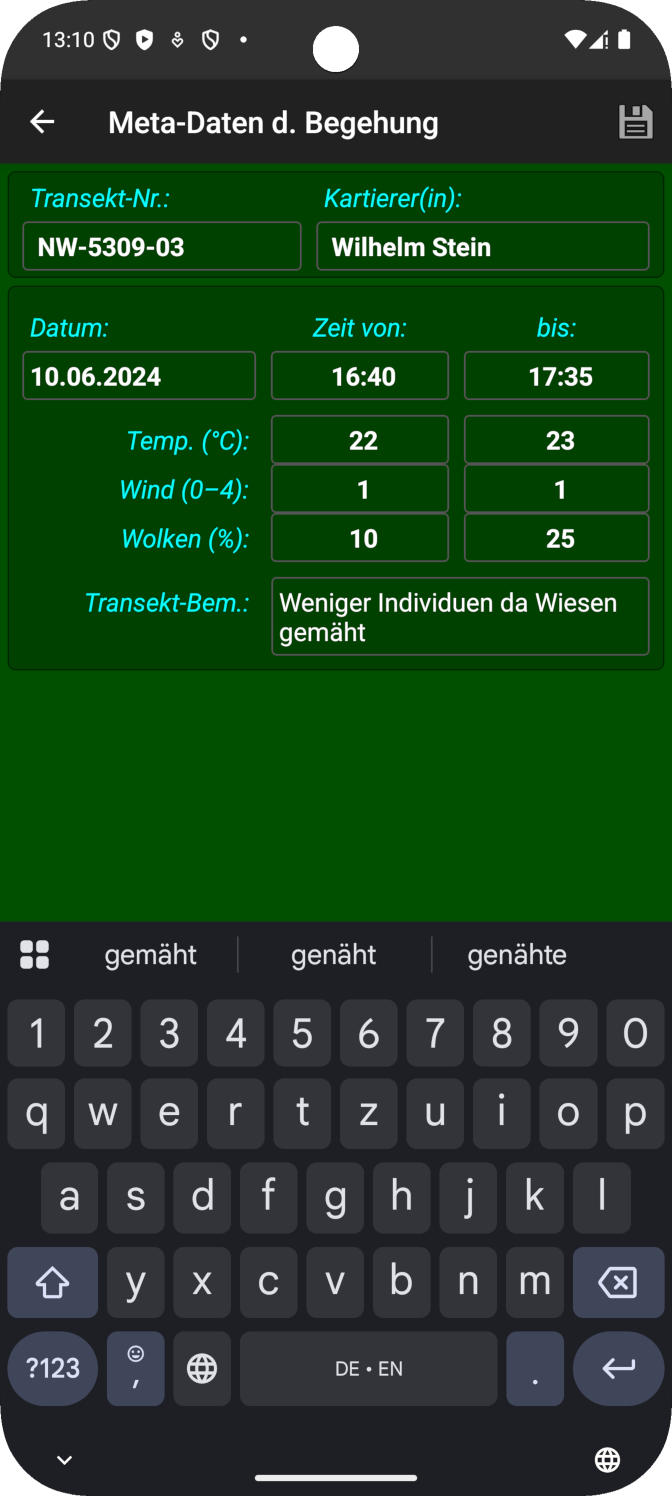 13:10
Meta-Daten d. Begehung
Transekt-Nr.: Kartierer(in):
NW-5309-03 Wilhelm Stein
Datum: Zeit von: bis:
10.06.2024 16:40 17:35
Temp. (°C): 22 23
Wind (0–4): 1 1
Wolken (%): 10 25
Transekt-Bem.: Weniger Individuen da Wiesen
gemäht
gemäht genäht genähte
1 2 3 4 5 6 7 8 9 0
q w e r t z u i o p
a s d f g h j k l
y x c v b n m
?123 , DE • EN .